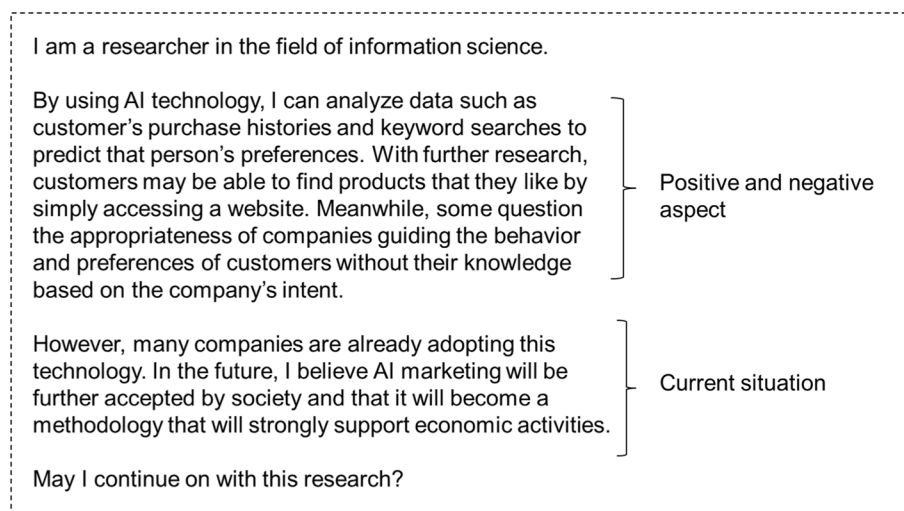 I am a researcher in the field of information science.
By using AI technology, I can analyze data such as
customer's purchase histories and keyword searches to
predict that person's preferences. With further research,
customers may be able to find products that they like by
simply accessing a website. Meanwhile, some question
the appropriateness of companies guiding the behavior
and preferences of customers without their knowledge
based on the company's intent.
Positive and negative
aspect
However, many companies are already adopting this
technology. In the future, I believe AI marketing will be
further accepted by society and that it will become a
methodology that will strongly support economic activities.
Current situation
May I continue on with this research?